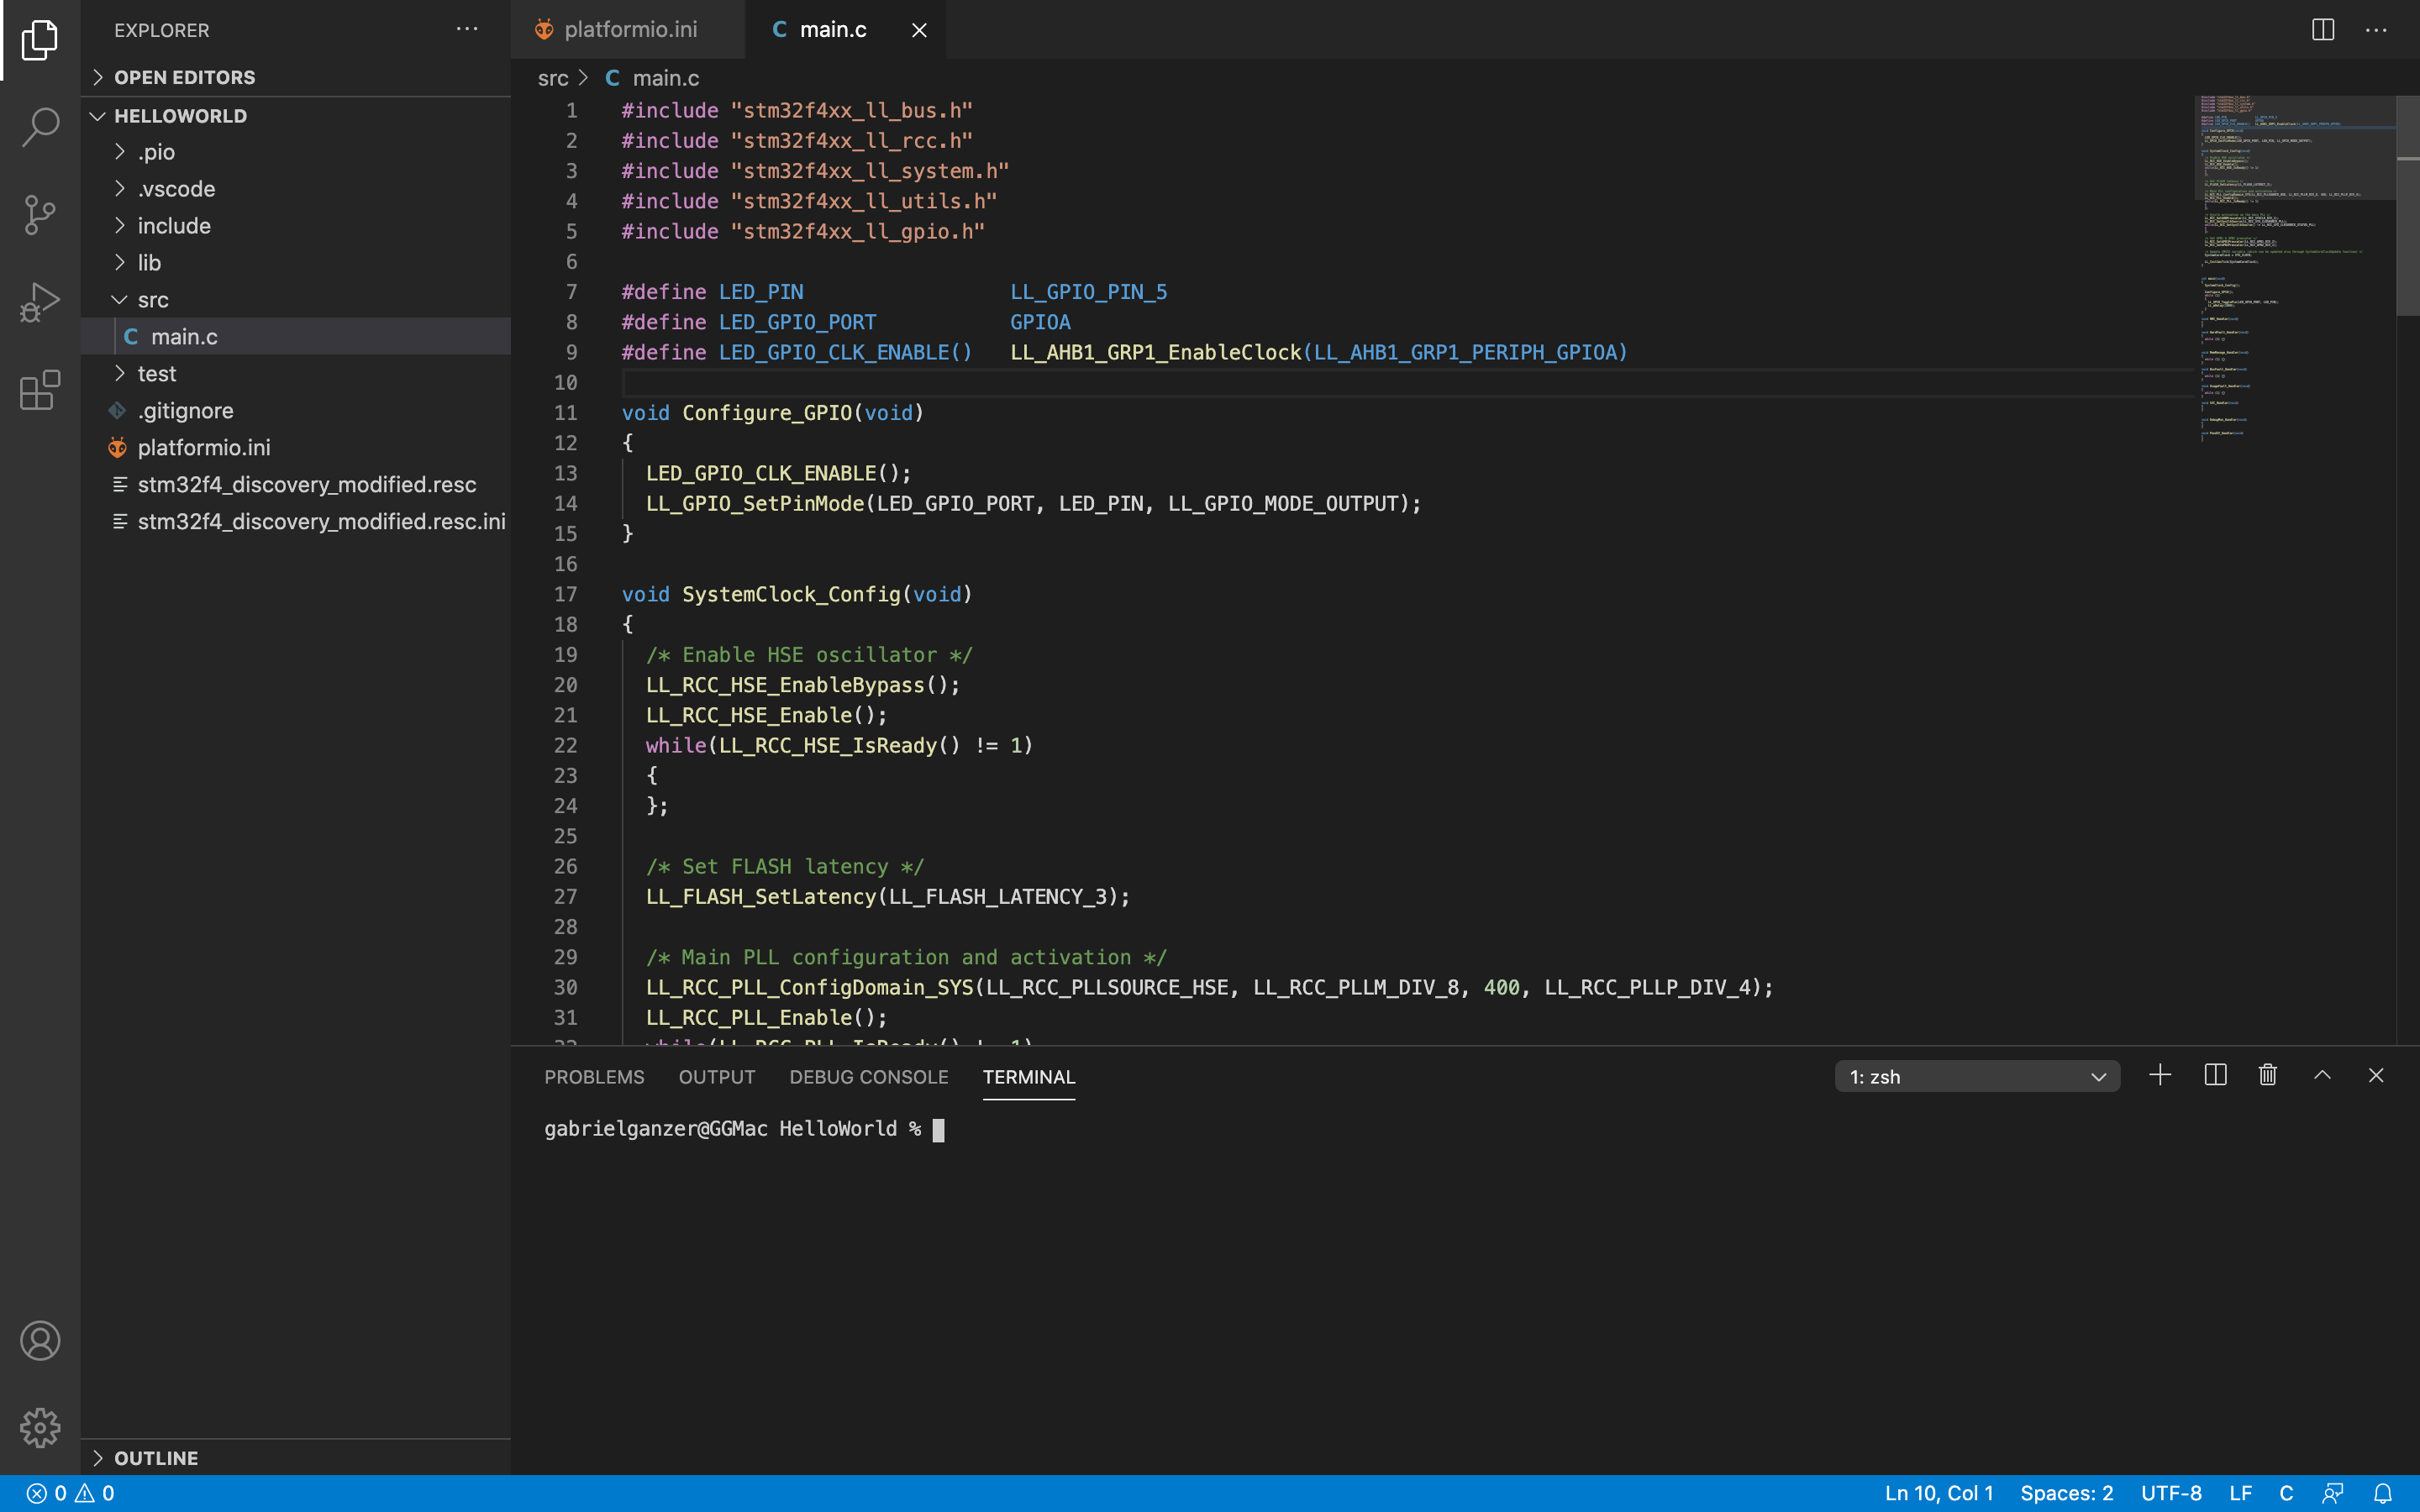 EXPLORER
OPEN EDITORS
HELLOWORLD
.pio
.vscode
include
lib
src
C main.c
test
.gitignore
platformio.ini
stm32f4_discovery_modified.resc
stm32f4_discovery_modified.resc.ini
OUTLINE
platformio.ini
C main.c
src > C main.c
1 #include "stm32f4xx_ll_bus.h"
2 #include "stm32f4xx_ll_rcc.h"
3 #include "stm32f4xx_ll_system.h"
4 #include "stm32f4xx_ll_utils.h"
5 #include "stm32f4xx_ll_gpio.h"
6
7 #define LED_PIN LL_GPIO_PIN_5
8 #define LED_GPIO_PORT GPIOA
9 #define LED_GPIO_CLK_ENABLE() LL_AHB1_GRP1_EnableClock(LL_AHB1_GRP1_PERIPH_GPIOA)
10
11 void Configure_GPIO(void)
12 {
13 LED_GPIO_CLK_ENABLE();
14 LL_GPIO_SetPinMode(LED_GPIO_PORT, LED_PIN, LL_GPIO_MODE_OUTPUT);
15 }
16
17 void SystemClock_Config(void)
18 {
19 /* Enable HSE oscillator */
20 LL_RCC_HSE_EnableBypass();
21 LL_RCC_HSE_Enable();
22 while(LL_RCC_HSE_IsReady() != 1)
23 {
24 };
25
26 /* Set FLASH latency */
27 LL_FLASH_SetLatency(LL_FLASH_LATENCY_3);
28
29 /* Main PLL configuration and activation */
30 LL_RCC_PLL_ConfigDomain_SYS(LL_RCC_PLLSOURCE_HSE, LL_RCC_PLLM_DIV_8, 400, LL_RCC_PLLP_DIV_4);
31 LL_RCC_PLL_Enable();
32 while(LL_RCC_PLL_IsReady() != 1)
PROBLEMS OUTPUT DEBUG CONSOLE TERMINAL
1: zsh
gabrielganzer@GGMac HelloWorld %
0 0
Ln 10, Col 1 Spaces: 2 UTF-8 LF C